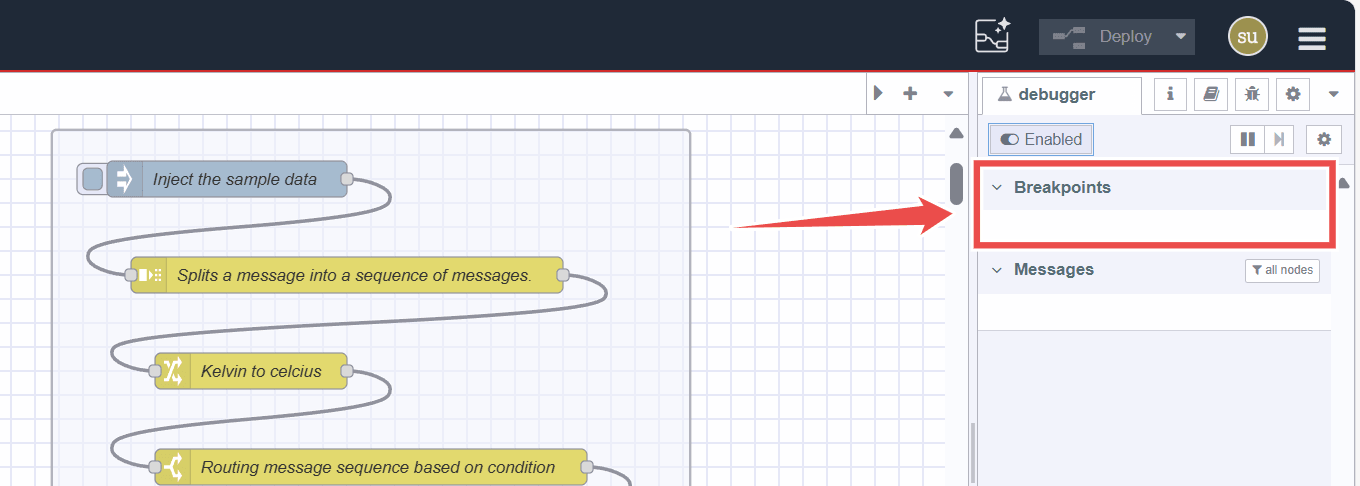 Deploy
su
debugger
i
Enabled
Inject the sample data
Breakpoints
Splits a message into a sequence of messages.
Messages
all nodes
Kelvin to celcius
Routing message sequence based on condition